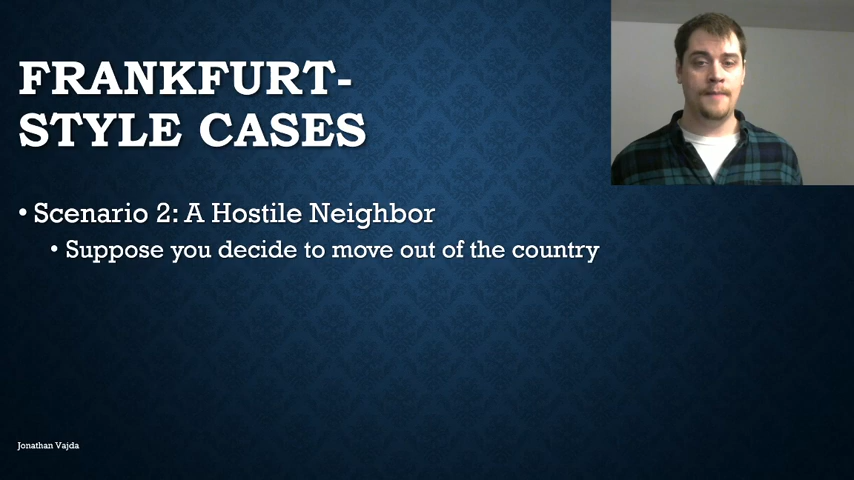 FRANKFURT-
STYLE CASES
• Scenario 2: A Hostile Neighbor
• Suppose you decide to move out of the country
Jonathan Vajda